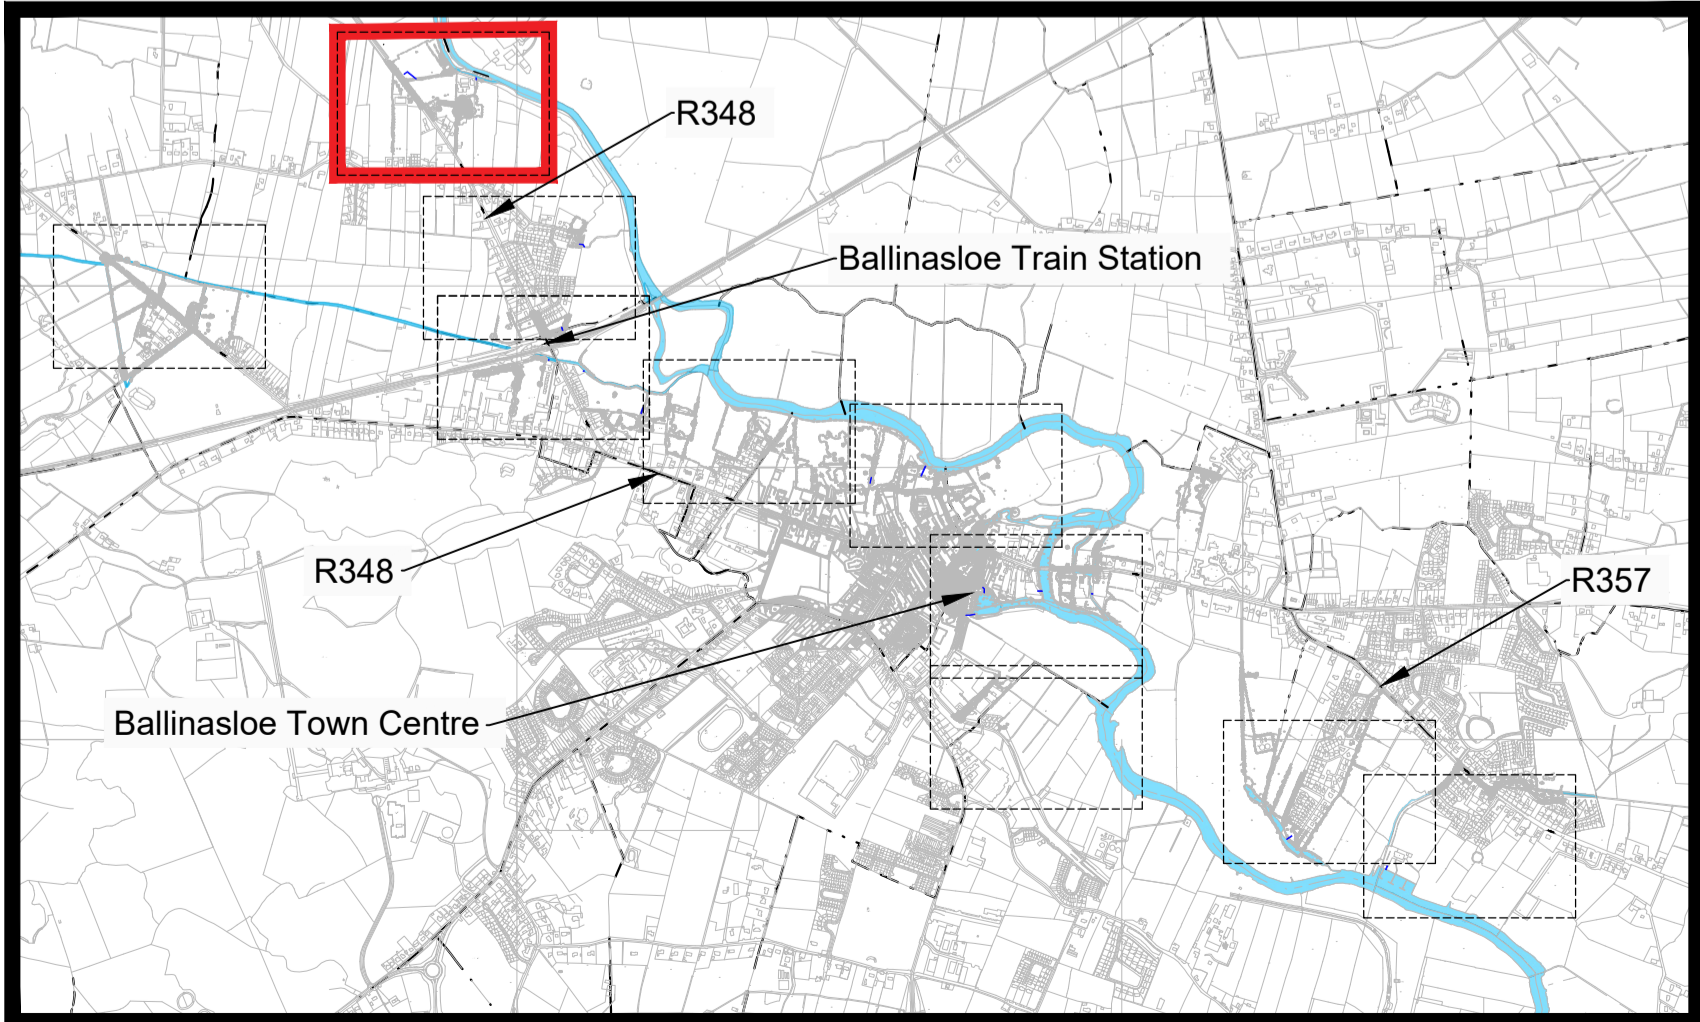 R348
Ballinasloe Train Station
R348
R357
Ballinasloe Town Centre